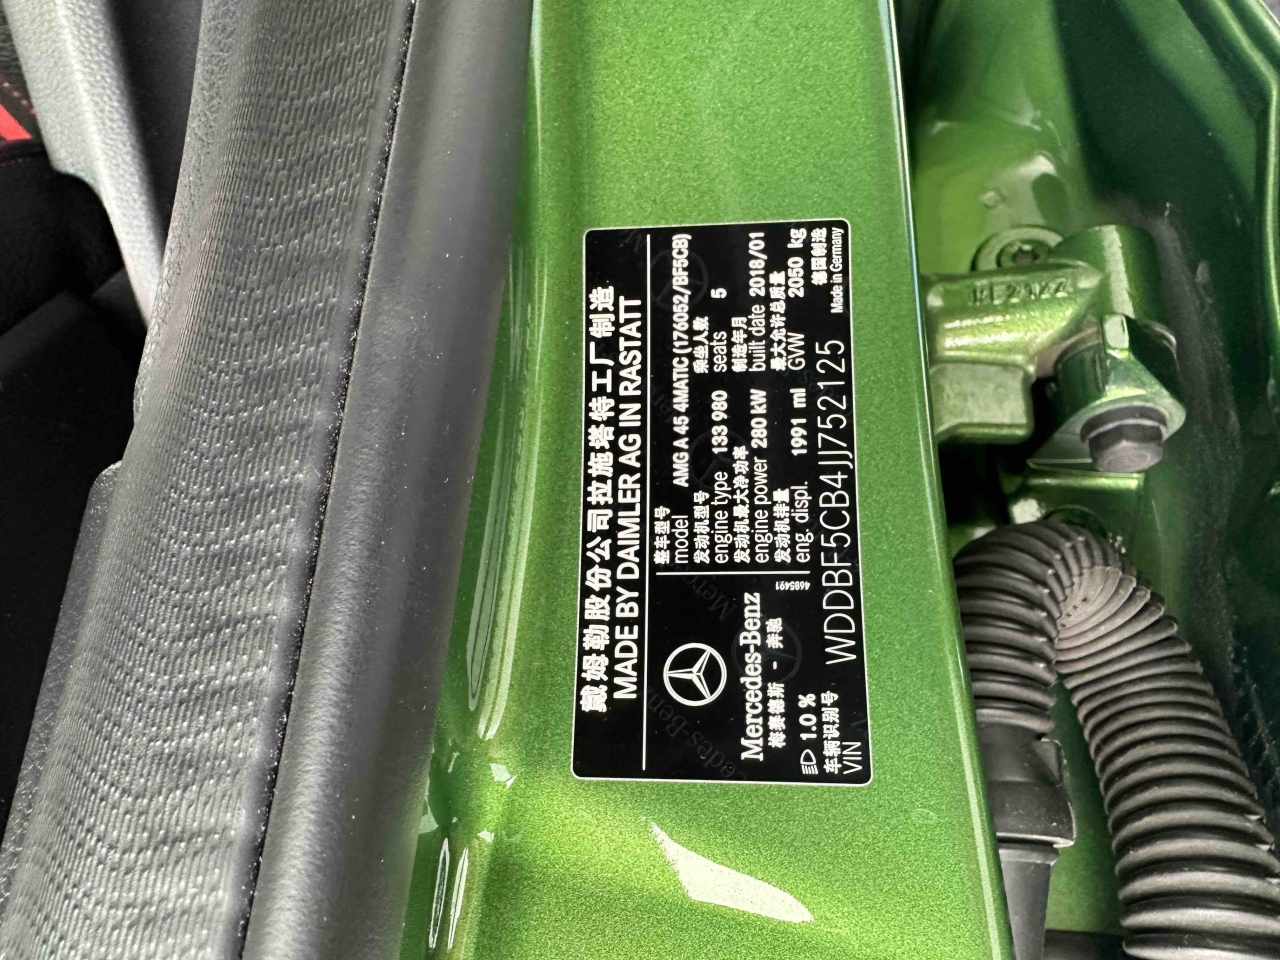 戴姆勒股份公司拉施塔特工厂制造
MADE BY DAIMLER AG IN RASTATT
整车型号
model AMG A 45 4MATIC (176052/BF5CB)
发动机型号 乘坐人数
engine type 133 980 seats 5
发动机最大净功率 制造年月
engine power 280 kW built date 2018/01
发动机排量 最大允许总质量
eng. displ. 1991 ml GVW 2050 kg
4685491
Mercedes-Benz
梅赛德斯 - 奔驰
1.0 %
德国制造
Made in Germany
车辆识别号
VIN WDDBF5CB4JJ752125